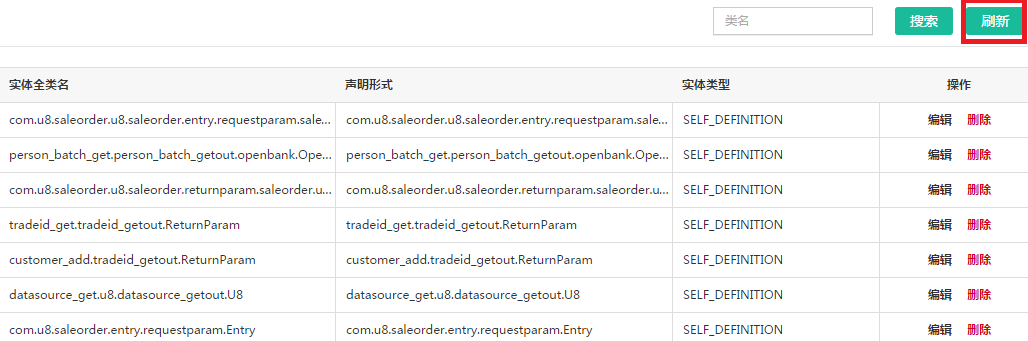 类名 搜索 刷新
实体全类名 声明形式 实体类型 操作
com.u8.saleorder.u8.saleorder.entry.requestparam.sale... com.u8.saleorder.u8.saleorder.entry.requestparam.sale... SELF_DEFINITION 编辑 删除
person_batch_get.person_batch_getout.openbank.Ope... person_batch_get.person_batch_getout.openbank.Ope... SELF_DEFINITION 编辑 删除
com.u8.saleorder.u8.saleorder.returnparam.saleorder.u... com.u8.saleorder.u8.saleorder.returnparam.saleorder.u... SELF_DEFINITION 编辑 删除
tradeid_get.tradeid_getout.ReturnParam tradeid_get.tradeid_getout.ReturnParam SELF_DEFINITION 编辑 删除
customer_add.tradeid_getout.ReturnParam customer_add.tradeid_getout.ReturnParam SELF_DEFINITION 编辑 删除
datasource_get.u8.datasource_getout.U8 datasource_get.u8.datasource_getout.U8 SELF_DEFINITION 编辑 删除
com.u8.saleorder.entry.requestparam.Entry com.u8.saleorder.entry.requestparam.Entry SELF_DEFINITION 编辑 删除